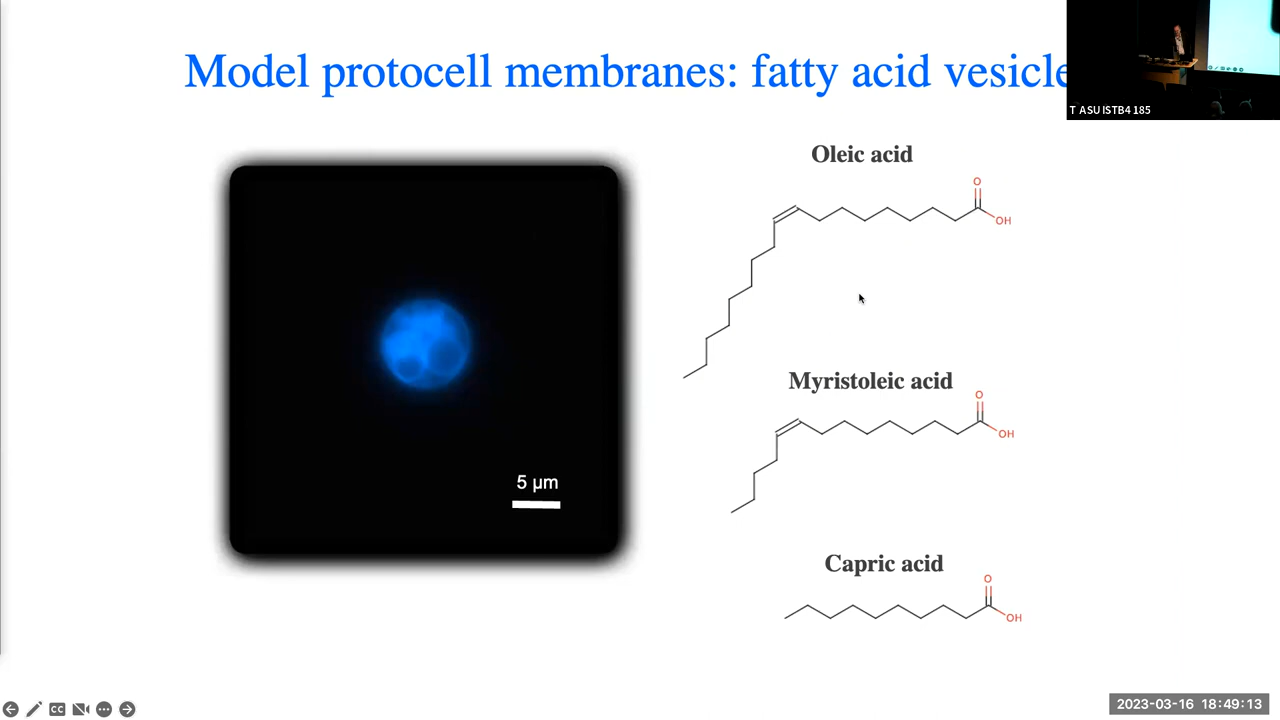 Model protocell membranes: fatty acid vesicle
T ASU ISTB4 185
Oleic acid
O
OH
5 μm
Myristoleic acid
O
OH
Capric acid
O
OH
CC
2023-03-16 18:49:13